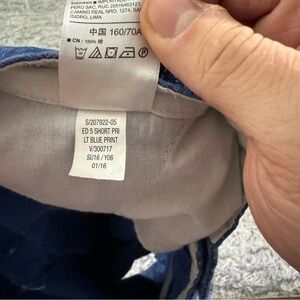 Indonesia ■
PERU SAC, RUC
CAMINO REAL NRO. 1274, SAN
ISIDRO, LIMA
中国 160/70A
■ CN : 100% 棉
S/207922-05
ED 5 SHORT PRI
LT BLUE PRINT
V/300717
SU16 / Y06
01/16